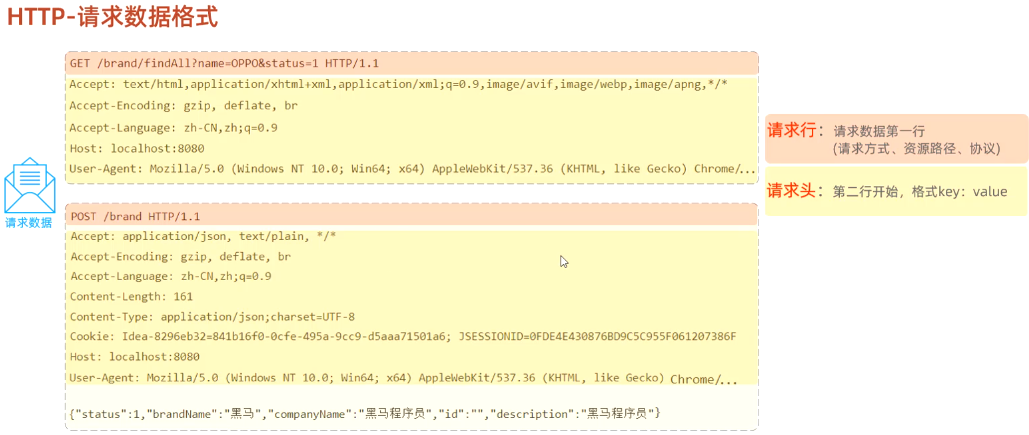 HTTP-请求数据格式
GET /brand/findAll?name=OPPO&status=1 HTTP/1.1
Accept: text/html,application/xhtml+xml,application/xml;q=0.9,image/avif,image/webp,image/apng,*/*
Accept-Encoding: gzip, deflate, br
Accept-Language: zh-CN,zh;q=0.9
Host: localhost:8080
User-Agent: Mozilla/5.0 (Windows NT 10.0; Win64; x64) AppleWebKit/537.36 (KHTML, like Gecko) Chrome/...
请求行：请求数据第一行
(请求方式、资源路径、协议)
请求头：第二行开始，格式key：value
请求数据
POST /brand HTTP/1.1
Accept: application/json, text/plain, */*
Accept-Encoding: gzip, deflate, br
Accept-Language: zh-CN,zh;q=0.9
Content-Length: 161
Content-Type: application/json;charset=UTF-8
Cookie: Idea-8296eb32=841b16f0-0cfe-495a-9cc9-d5aaa71501a6; JSESSIONID=0FDE4E430876BD9C5C955F061207386F
Host: localhost:8080
User-Agent: Mozilla/5.0 (Windows NT 10.0; Win64; x64) AppleWebKit/537.36 (KHTML, like Gecko) Chrome/...
{"status":1,"brandName":"黑马","companyName":"黑马程序员","id":"","description":"黑马程序员"}